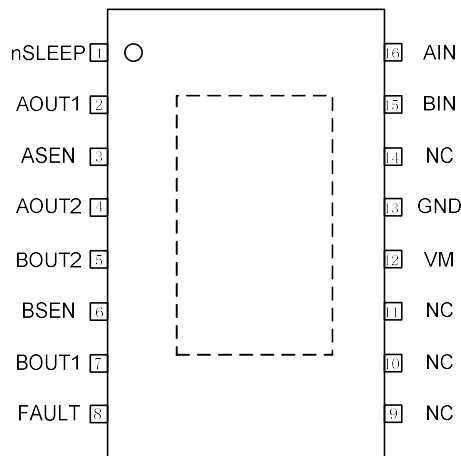 nSLEEP 1 16 AIN
AOUT1 2 15 BIN
ASEN 3 14 NC
AOUT2 4 13 GND
BOUT2 5 12 VM
BSEN 6 11 NC
BOUT1 7 10 NC
FAULT 8 9 NC